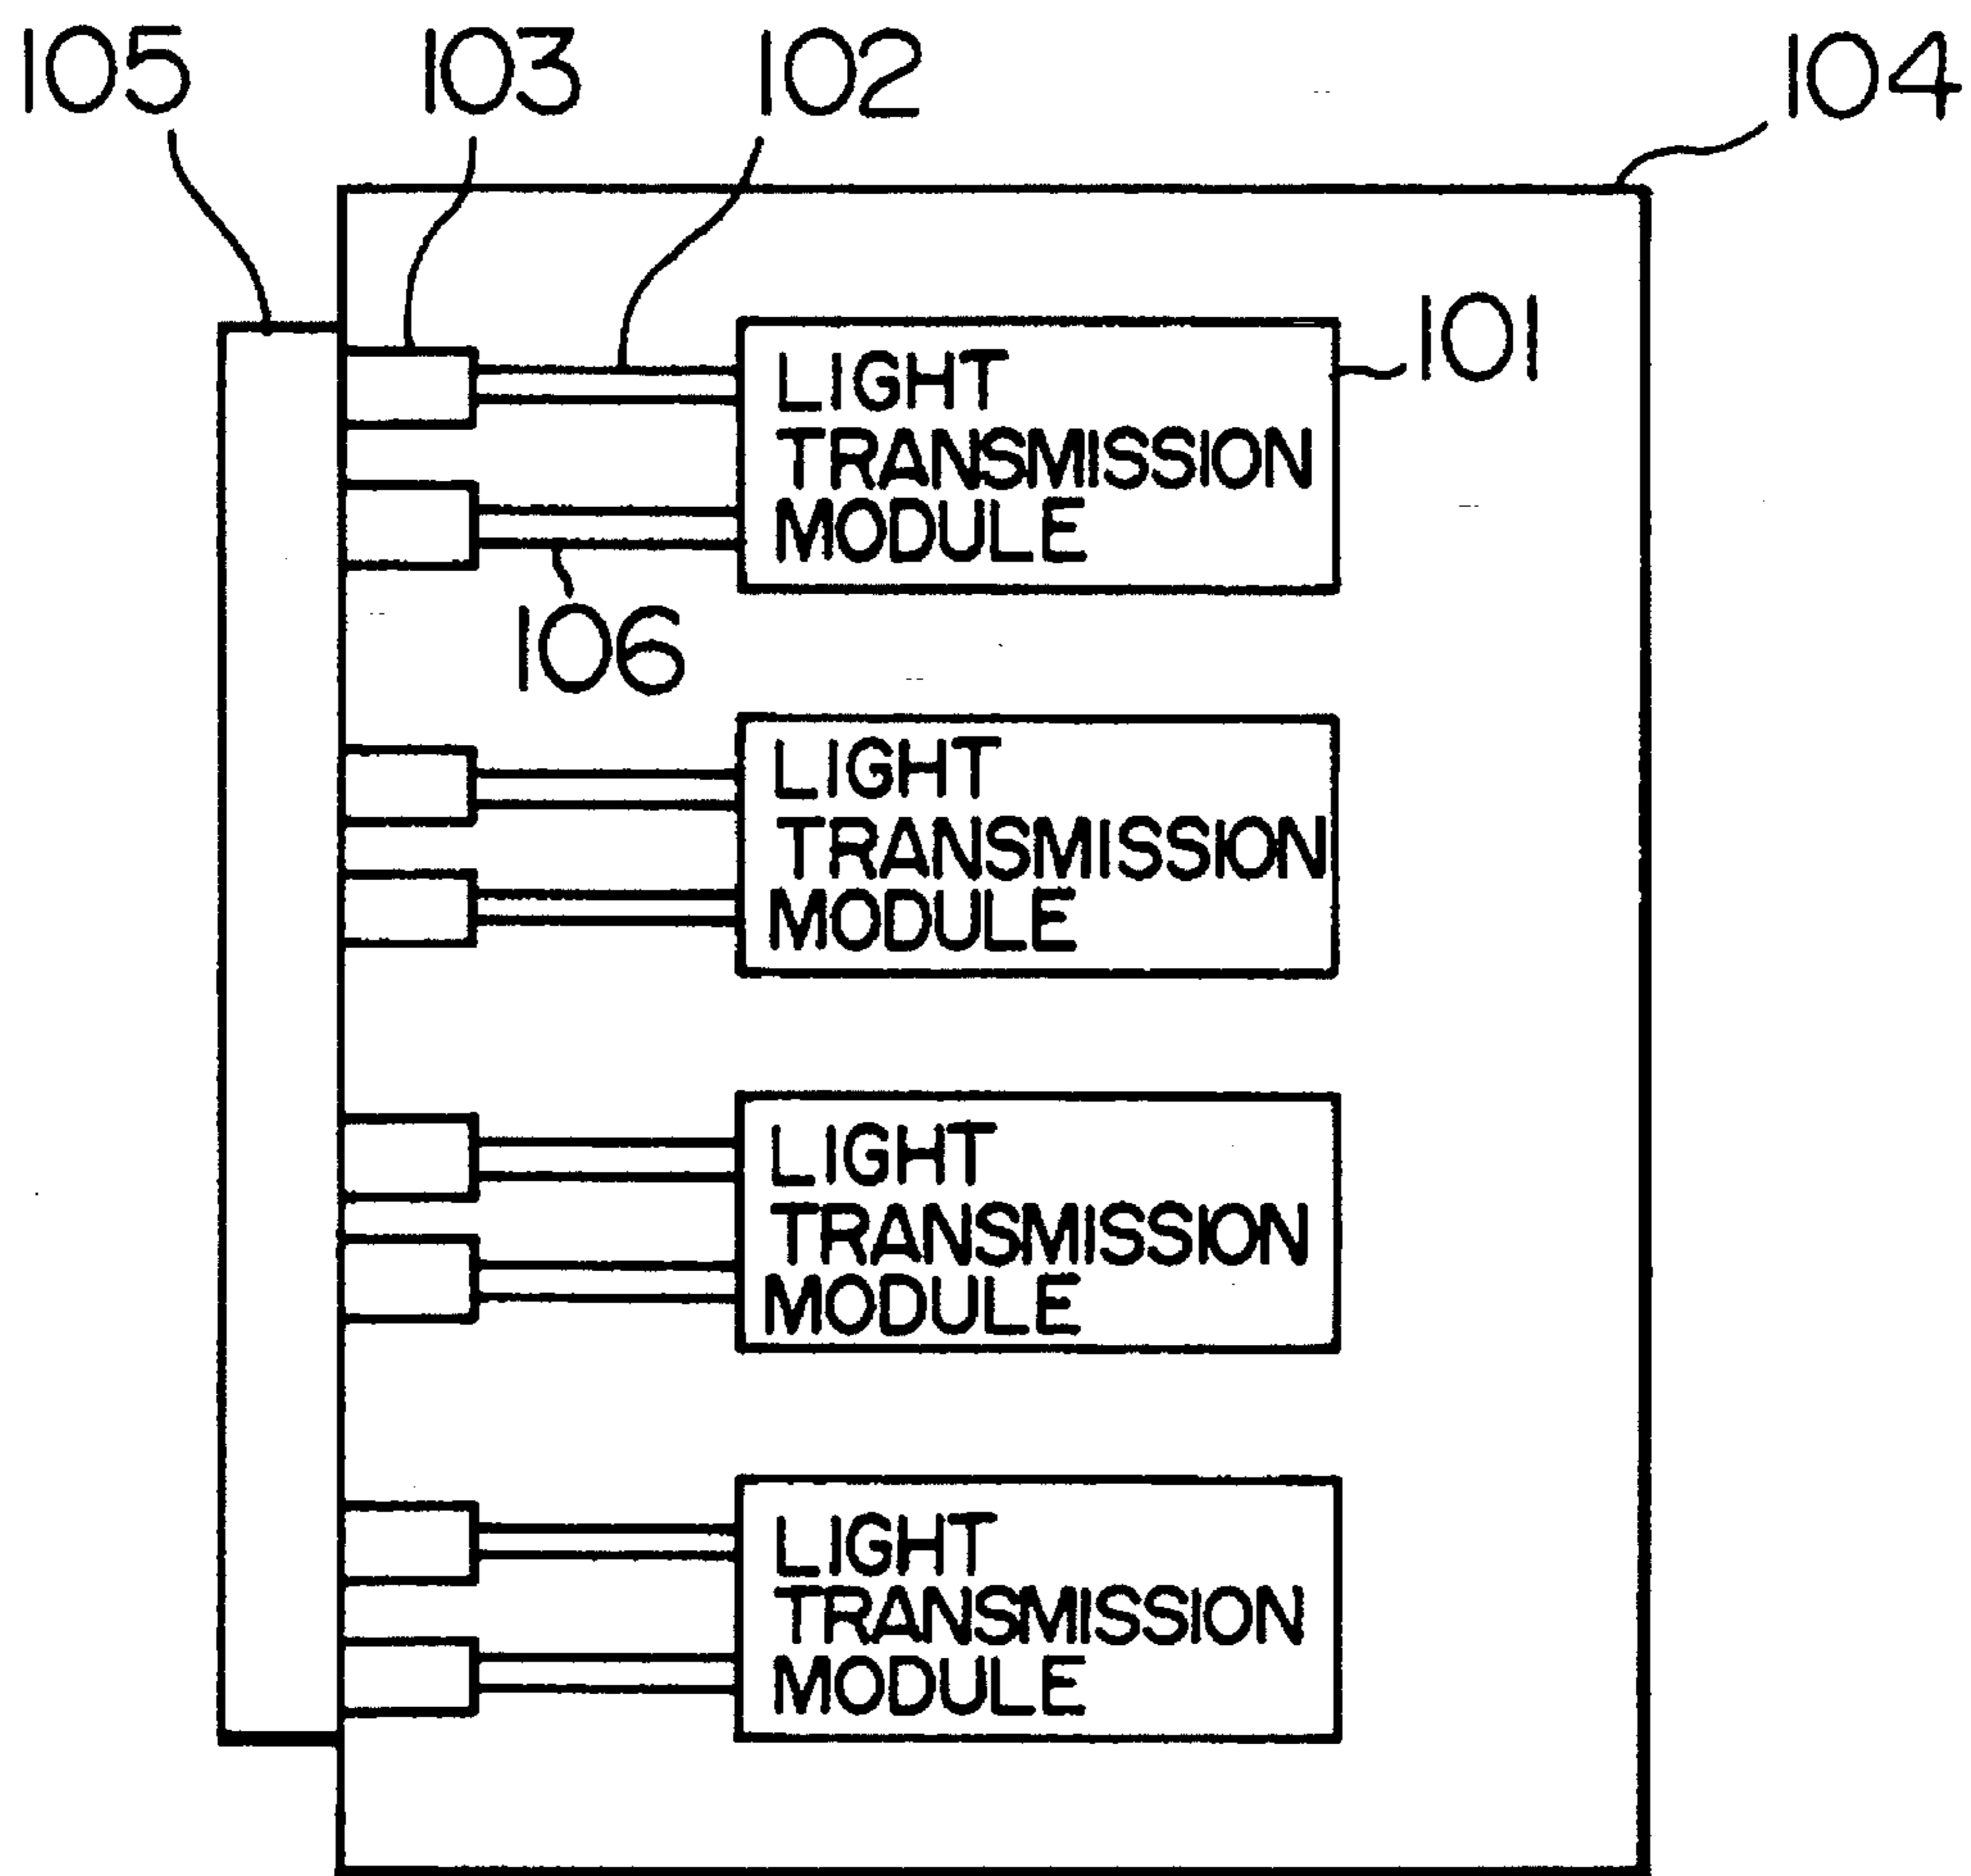 105
103
102
104
101
LIGHT
TRANSMISSION
MODULE
106
LIGHT
TRANSMISSION
MODULE
LIGHT
TRANSMISSION
MODULE
LIGHT
TRANSMISSION
MODULE